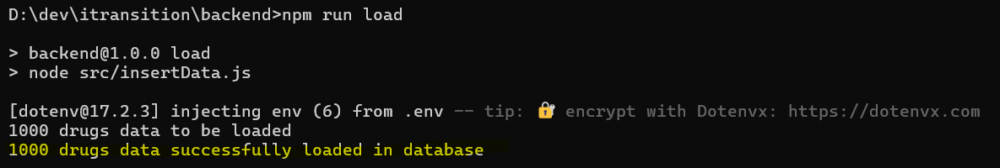 D:\dev\itransition\backend>npm run load
> backend@1.0.0 load
> node src/insertData.js
[dotenv@17.2.3] injecting env (6) from .env -- tip: 🔐 encrypt with Dotenvx: https://dotenvx.com
1000 drugs data to be loaded
1000 drugs data successfully loaded in database